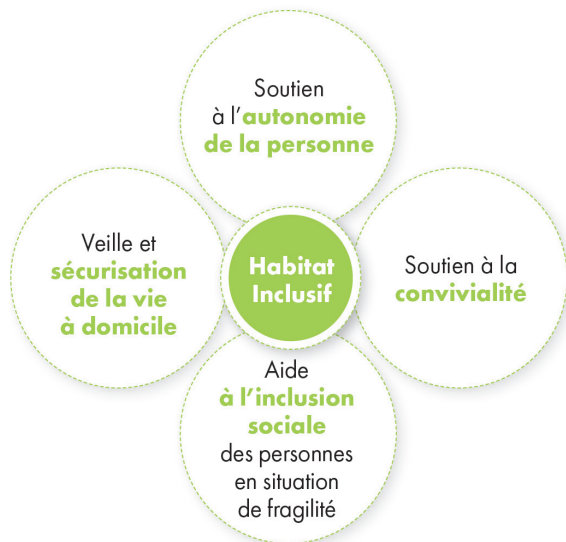 Soutien
à l'autonomie
de la personne
Veille et
sécurisation
de la vie
à domicile
Habitat
Inclusif
Soutien à la
convivialité
Aide
à l'inclusion
sociale
des personnes
en situation
de fragilité